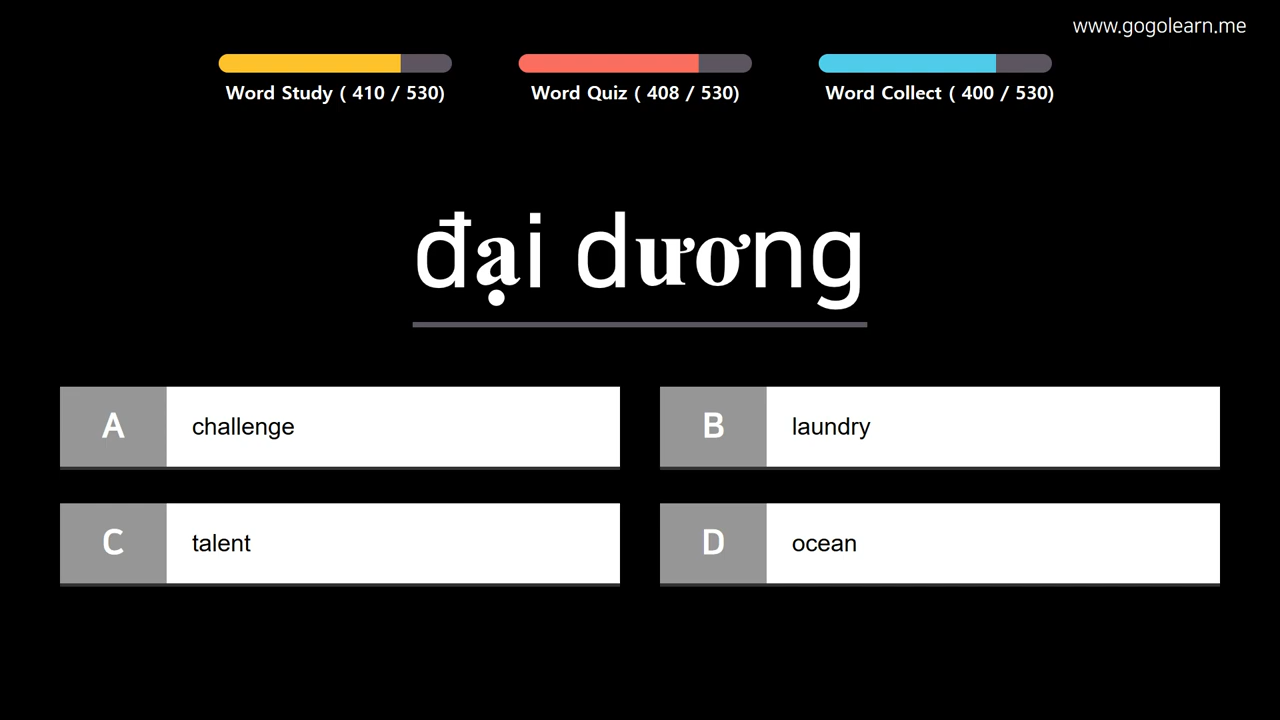 www.gogolearn.me
Word Study ( 410 / 530)
Word Quiz ( 408 / 530)
Word Collect ( 400 / 530)
đại dương
A challenge
B laundry
C talent
D ocean